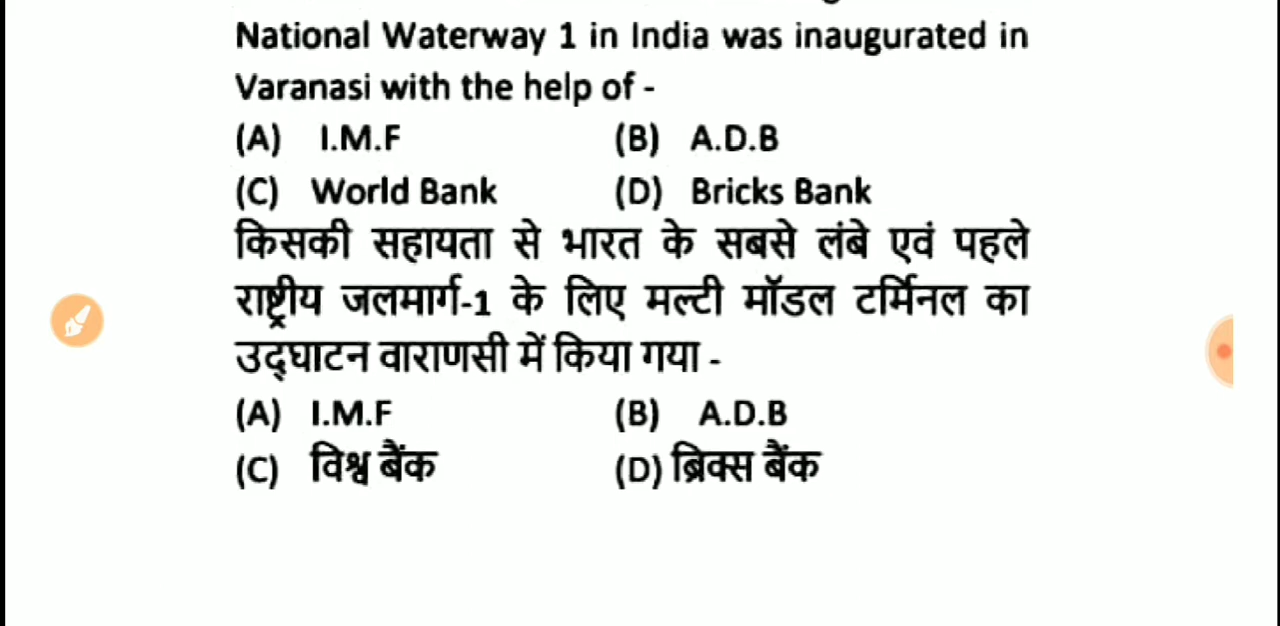 National Waterway 1 in India was inaugurated in
Varanasi with the help of -
(A) I.M.F (B) A.D.B
(C) World Bank (D) Bricks Bank
किसकी सहायता से भारत के सबसे लंबे एवं पहले
राष्ट्रीय जलमार्ग-1 के लिए मल्टी मॉडल टर्मिनल का
उद्घाटन वाराणसी में किया गया -
(A) I.M.F (B) A.D.B
(C) विश्व बैंक (D) ब्रिक्स बैंक